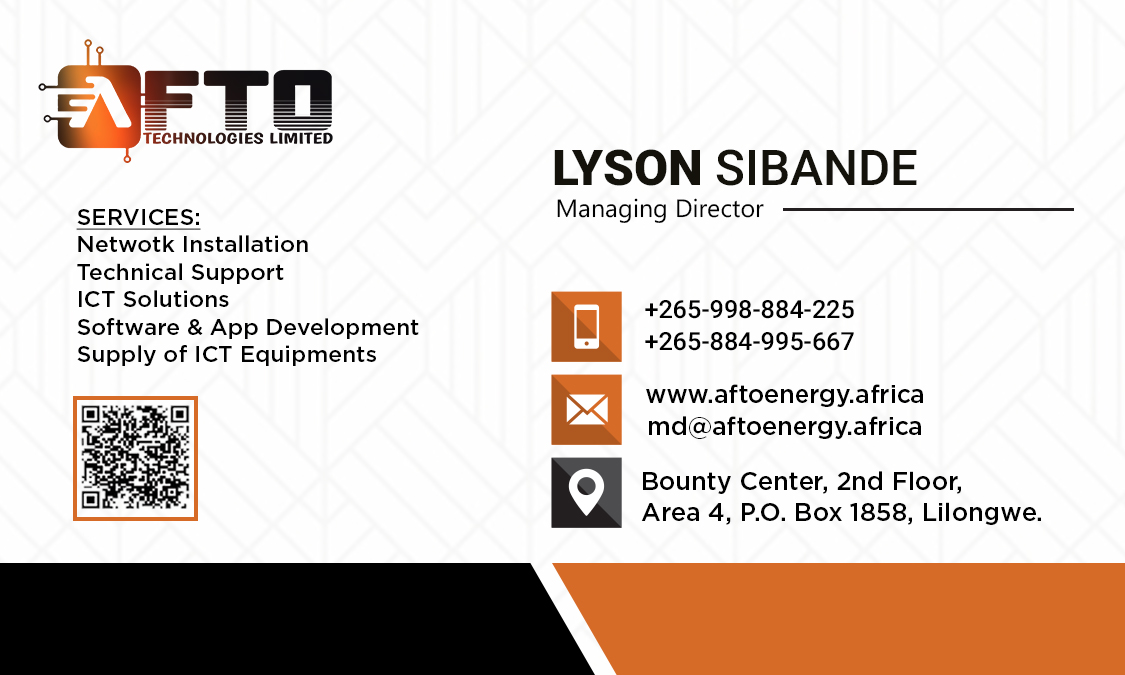 AFTO
TECHNOLOGIES LIMITED
SERVICES:
Netwotk Installation
Technical Support
ICT Solutions
Software & App Development
Supply of ICT Equipments
LYSON SIBANDE
Managing Director
+265-998-884-225
+265-884-995-667
www.aftoenergy.africa
md@aftoenergy.africa
Bounty Center, 2nd Floor,
Area 4, P.O. Box 1858, Lilongwe.